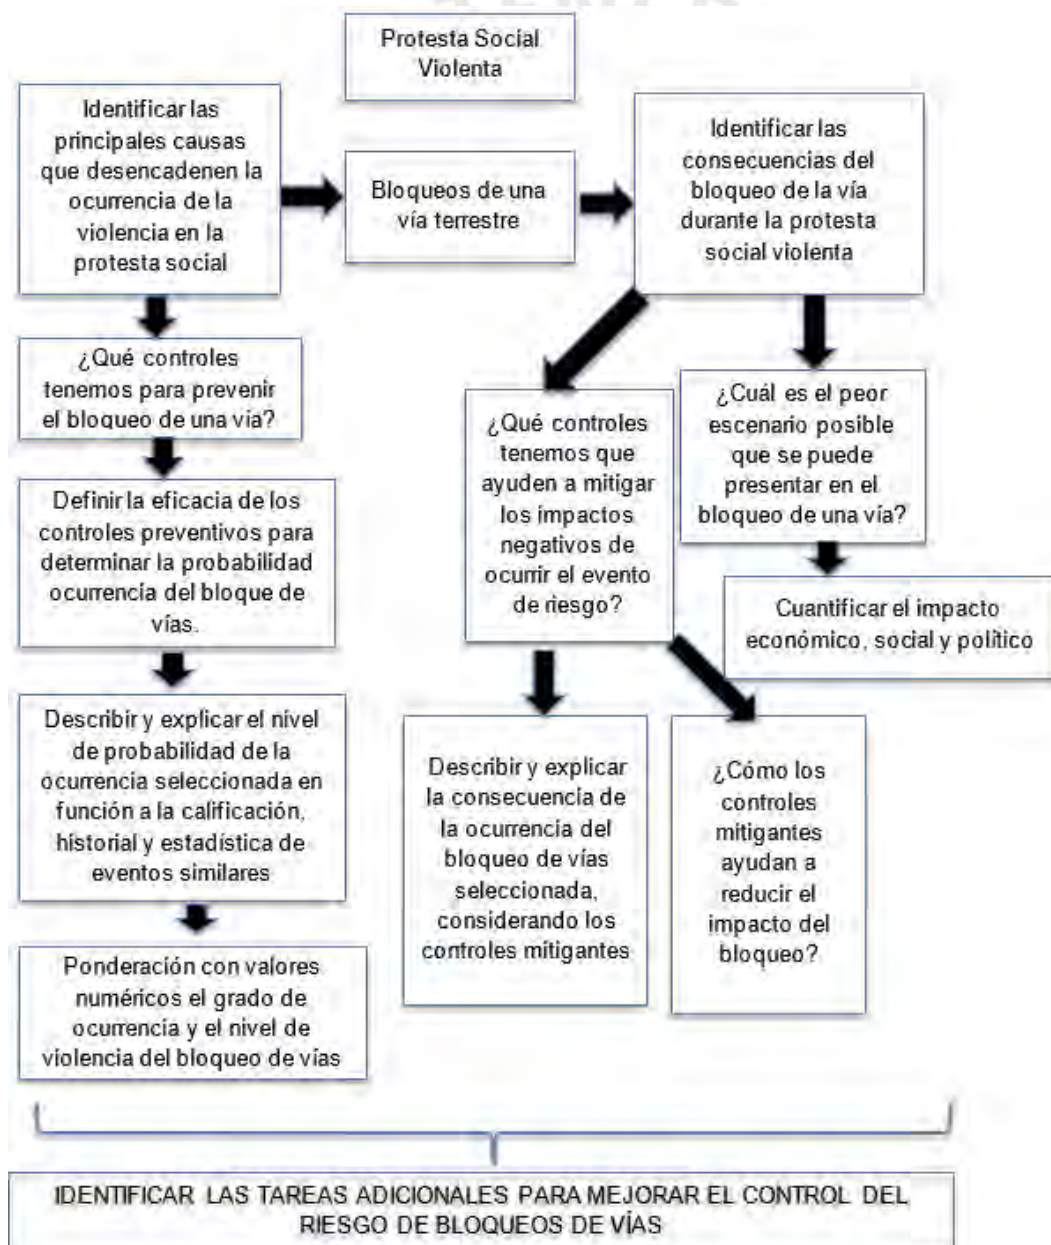 Protesta Social
Violenta
Identificar las
principales causas
que desencadenen la
ocurrencia de la
violencia en la
protesta social
Bloqueos de una
vía terrestre
Identificar las
consecuencias del
bloqueo de la vía
durante la protesta
social violenta
¿Qué controles
tenemos para prevenir
el bloqueo de una vía?
Definir la eficacia de los
controles preventivos para
determinar la probabilidad
ocurrencia del bloque de
vías.
Describir y explicar el nivel
de probabilidad de la
ocurrencia seleccionada en
función a la calificación,
historial y estadística de
eventos similares
Ponderación con valores
numéricos el grado de
ocurrencia y el nivel de
violencia del bloqueo de vías
¿Qué controles
tenemos que
ayuden a mitigar
los impactos
negativos de
ocurrir el evento
de riesgo?
¿Cuál es el peor
escenario posible
que se puede
presentar en el
bloqueo de una vía?
Cuantificar el impacto
económico, social y político
Describir y explicar
la consecuencia de
la ocurrencia del
bloqueo de vías
seleccionada,
considerando los
controles mitigantes
¿Cómo los
controles
mitigantes
ayudan a
reducir el
impacto del
bloqueo?
IDENTIFICAR LAS TAREAS ADICIONALES PARA MEJORAR EL CONTROL DEL
RIESGO DE BLOQUEOS DE VÍAS